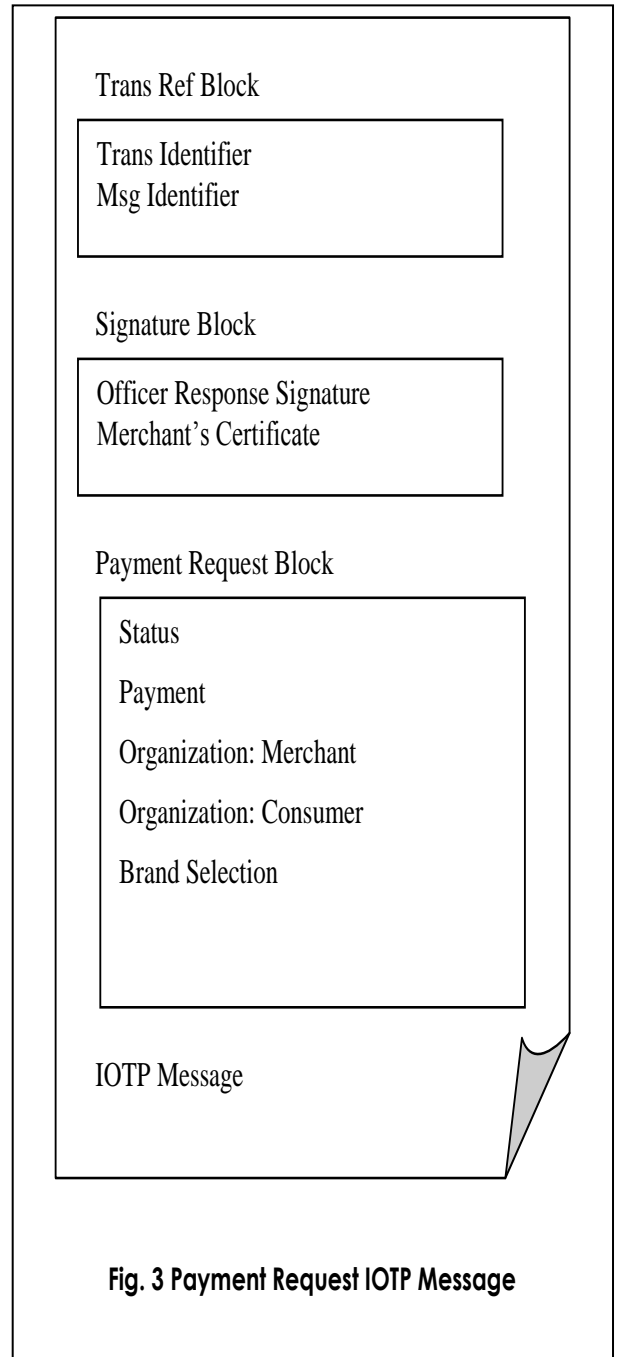 Trans Ref Block
Trans Identifier
Msg Identifier
Signature Block
Officer Response Signature
Merchant’s Certificate
Payment Request Block
Status
Payment
Organization: Merchant
Organization: Consumer
Brand Selection
IOTP Message
Fig. 3 Payment Request IOTP Message